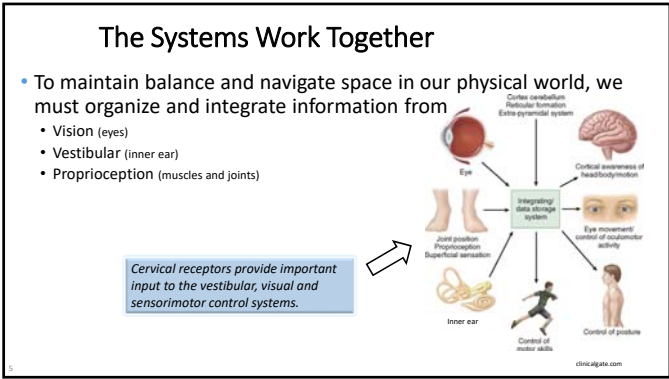 The Systems Work Together
• To maintain balance and navigate space in our physical world, we
must organize and integrate information from
• Vision (eyes)
• Vestibular (inner ear)
• Proprioception (muscles and joints)
Cervical receptors provide important
input to the vestibular, visual and
sensorimotor control systems.
Cortex cerebellum
Reticular formation
Extra-pyramidal system
Eye
Cortical awareness of
head/body/motion
Integrating/
data storage
system
Joint position
Proprioception
Superficial sensation
Eye movement/
control of oculomotor
activity
Inner ear
Control of
motor skills
Control of posture
clinicalgate.com
5